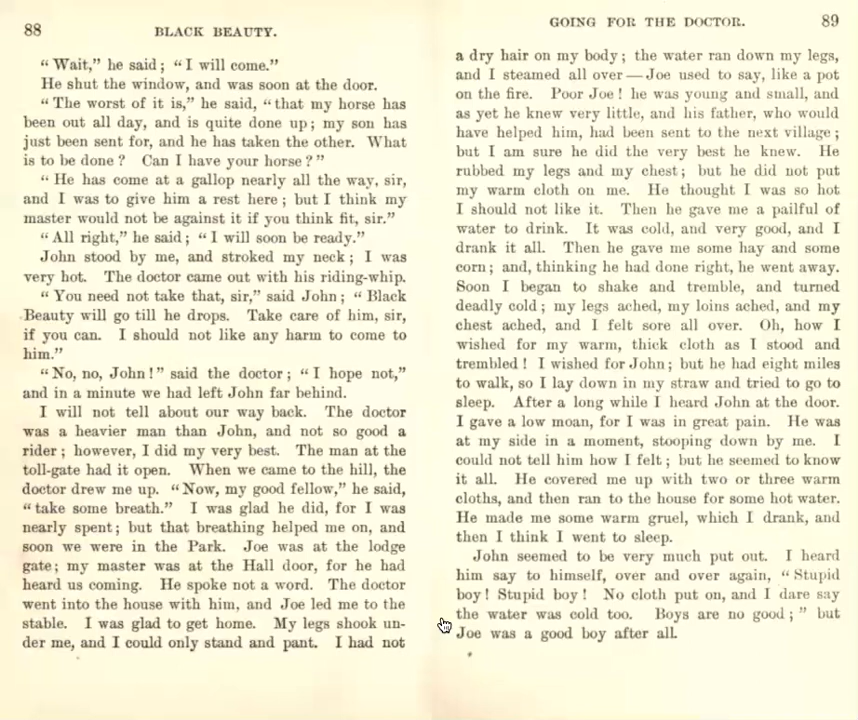 88
BLACK BEAUTY.
“ Wait,” he said ; “ I will come.”
He shut the window, and was soon at the door.
“ The worst of it is,” he said, “ that my horse has
been out all day, and is quite done up ; my son has
just been sent for, and he has taken the other. What
is to be done ? Can I have your horse ? ”
“ He has come at a gallop nearly all the way, sir,
and I was to give him a rest here ; but I think my
master would not be against it if you think fit, sir.”
“ All right,” he said ; “ I will soon be ready.”
John stood by me, and stroked my neck ; I was
very hot. The doctor came out with his riding-whip.
“ You need not take that, sir,” said John ; “ Black
Beauty will go till he drops. Take care of him, sir,
if you can. I should not like any harm to come to
him.”
“ No, no, John ! ” said the doctor ; “ I hope not,”
and in a minute we had left John far behind.
I will not tell about our way back. The doctor
was a heavier man than John, and not so good a
rider ; however, I did my very best. The man at the
toll-gate had it open. When we came to the hill, the
doctor drew me up. “ Now, my good fellow,” he said,
“ take some breath.” I was glad he did, for I was
nearly spent ; but that breathing helped me on, and
soon we were in the Park. Joe was at the lodge
gate ; my master was at the Hall door, for he had
heard us coming. He spoke not a word. The doctor
went into the house with him, and Joe led me to the
stable. I was glad to get home. My legs shook un-
der me, and I could only stand and pant. I had not
GOING FOR THE DOCTOR.
89
a dry hair on my body ; the water ran down my legs,
and I steamed all over — Joe used to say, like a pot
on the fire. Poor Joe ! he was young and small, and
as yet he knew very little, and his father, who would
have helped him, had been sent to the next village ;
but I am sure he did the very best he knew. He
rubbed my legs and my chest ; but he did not put
my warm cloth on me. He thought I was so hot
I should not like it. Then he gave me a pailful of
water to drink. It was cold, and very good, and I
drank it all. Then he gave me some hay and some
corn ; and, thinking he had done right, he went away.
Soon I began to shake and tremble, and turned
deadly cold ; my legs ached, my loins ached, and my
chest ached, and I felt sore all over. Oh, how I
wished for my warm, thick cloth as I stood and
trembled ! I wished for John ; but he had eight miles
to walk, so I lay down in my straw and tried to go to
sleep. After a long while I heard John at the door.
I gave a low moan, for I was in great pain. He was
at my side in a moment, stooping down by me. I
could not tell him how I felt ; but he seemed to know
it all. He covered me up with two or three warm
cloths, and then ran to the house for some hot water.
He made me some warm gruel, which I drank, and
then I think I went to sleep.
John seemed to be very much put out. I heard
him say to himself, over and over again, “ Stupid
boy ! Stupid boy ! No cloth put on, and I dare say
the water was cold too. Boys are no good ; ” but
Joe was a good boy after all.